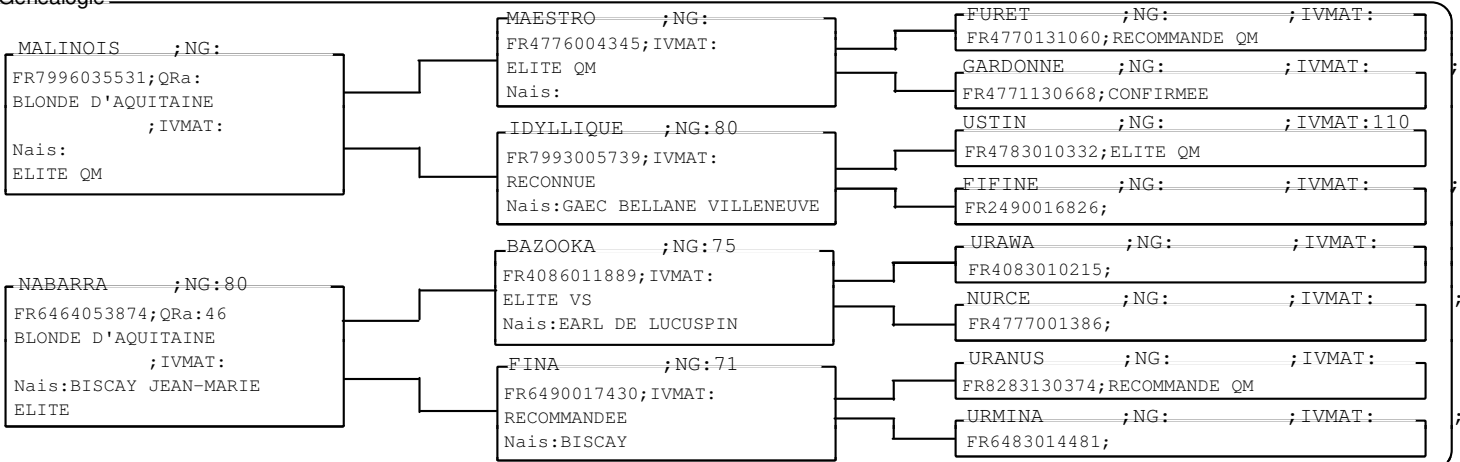 Généalogie
MALINOIS ;NG:
FR7996035531;QRa:
BLONDE D'AQUITAINE
;IVMAT:
Nais:
ELITE QM
NABARRA ;NG:80
FR6464053874;QRa:46
BLONDE D'AQUITAINE
;IVMAT:
Nais:BISCAY JEAN-MARIE
ELITE
MAESTRO ;NG:
FR4776004345;IVMAT:
ELITE QM
Nais:
IDYLLIQUE ;NG:80
FR7993005739;IVMAT:
RECONNUE
Nais:GAEC BELLANE VILLENEUVE
BAZOOKA ;NG:75
FR4086011889;IVMAT:
ELITE VS
Nais:EARL DE LUCUSPIN
FINA ;NG:71
FR6490017430;IVMAT:
RECOMMANDEE
Nais:BISCAY
FURET ;NG: ;IVMAT:
FR4770131060;RECOMMANDE QM
GARDONNE ;NG: ;IVMAT: ;
FR4771130668;CONFIRMEE
USTIN ;NG: ;IVMAT:110
FR4783010332;ELITE QM
FIFINE ;NG: ;IVMAT: ;
FR2490016826;
URAWA ;NG: ;IVMAT:
FR4083010215;
NURCE ;NG: ;IVMAT: ;
FR4777001386;
URANUS ;NG: ;IVMAT:
FR8283130374;RECOMMANDE QM
URMINA ;NG: ;IVMAT: ;
FR6483014481;